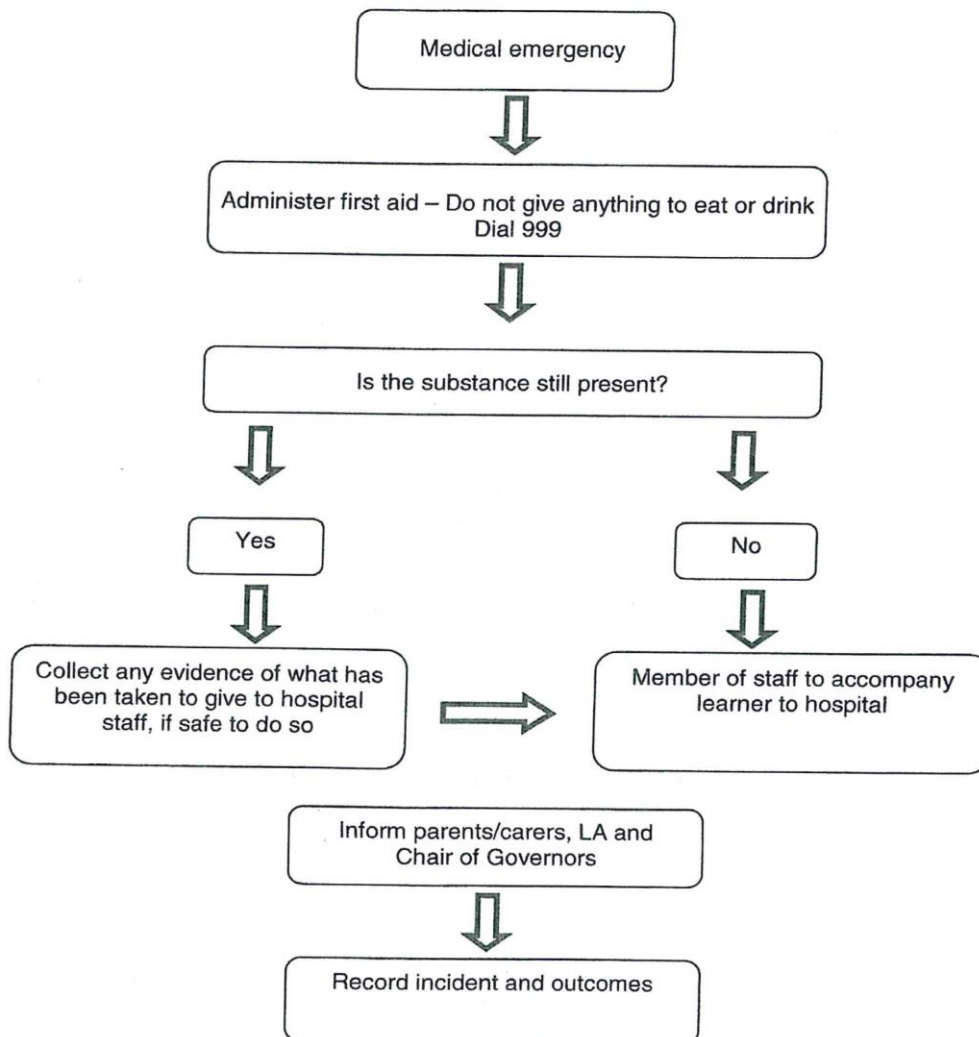 Medical emergency
Administer first aid – Do not give anything to eat or drink
Dial 999
Is the substance still present?
Yes
No
Collect any evidence of what has
been taken to give to hospital
staff, if safe to do so
Member of staff to accompany
learner to hospital
Inform parents/carers, LA and
Chair of Governors
Record incident and outcomes